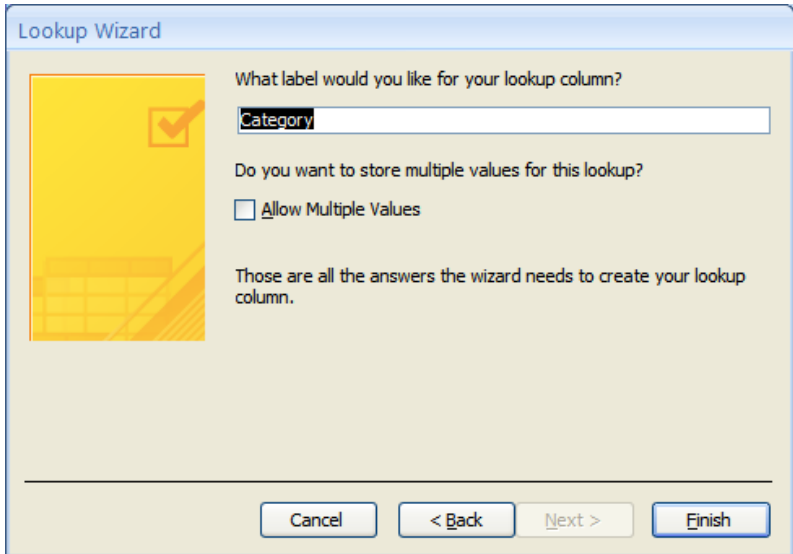 Lookup Wizard
What label would you like for your lookup column?
Category
Do you want to store multiple values for this lookup?
Allow Multiple Values
Those are all the answers the wizard needs to create your lookup
column.
Cancel
< Back
Next >
Finish